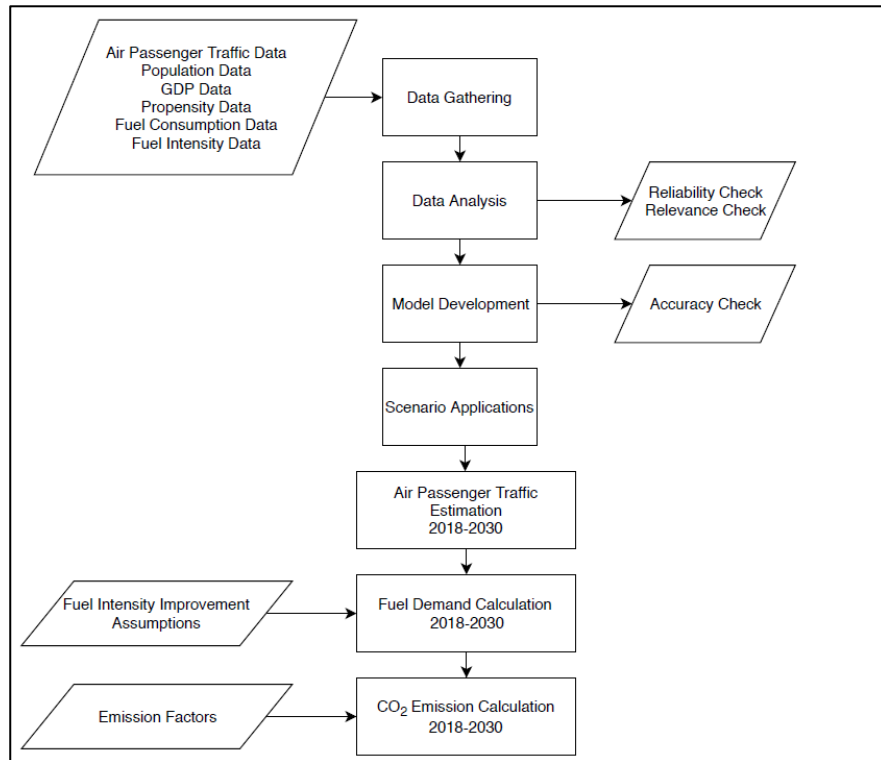 Air Passenger Traffic Data
Population Data
GDP Data
Propensity Data
Fuel Consumption Data
Fuel Intensity Data
Data Gathering
Data Analysis
Reliability Check
Relevance Check
Model Development
Accuracy Check
Scenario Applications
Air Passenger Traffic
Estimation
2018-2030
Fuel Intensity Improvement
Assumptions
Fuel Demand Calculation
2018-2030
Emission Factors
CO₂ Emission Calculation
2018-2030